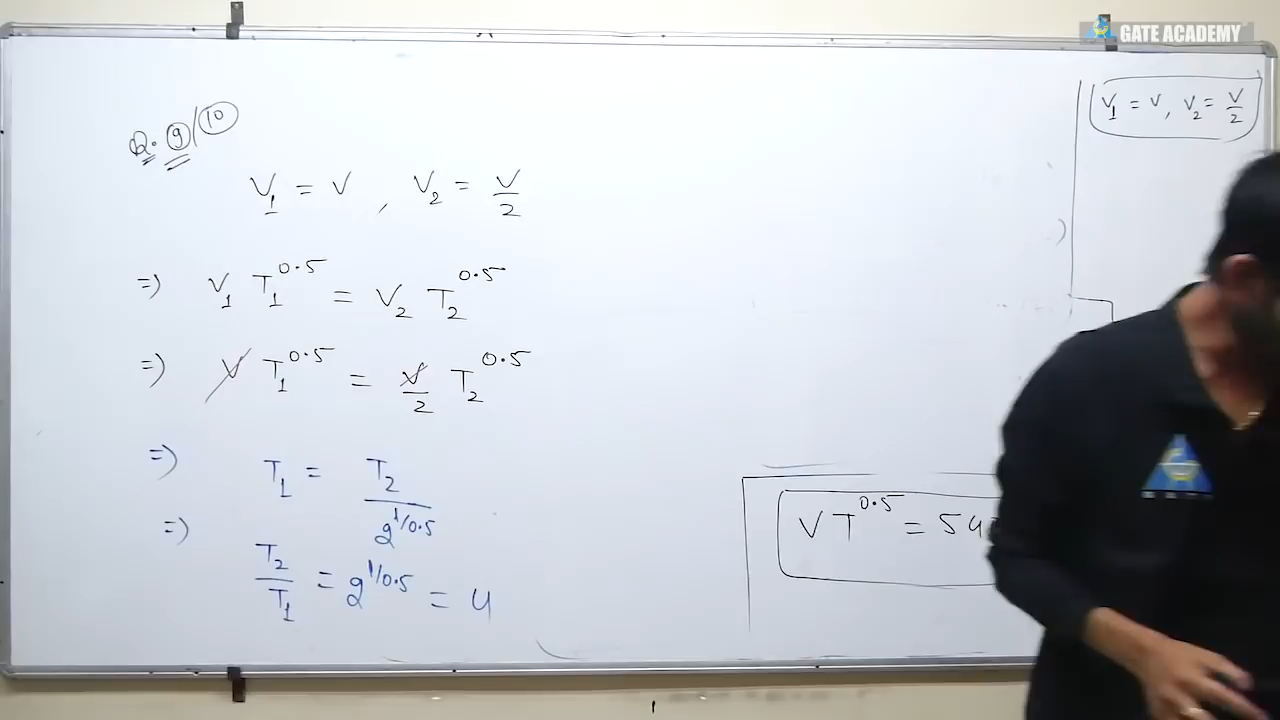 GATE ACADEMY
Q. 9/10
V₁ = V , V₂ = V/2
=) V₁ T₁^0.5 = V₂ T₂^0.5
=) V T₁^0.5 = V/2 T₂^0.5
=) T₁ = T₂/2^1/0.5
=) T₂/T₁ = 2^1/0.5 = 4
V₁ = V, V₂ = V/2
V T^0.5 = 54